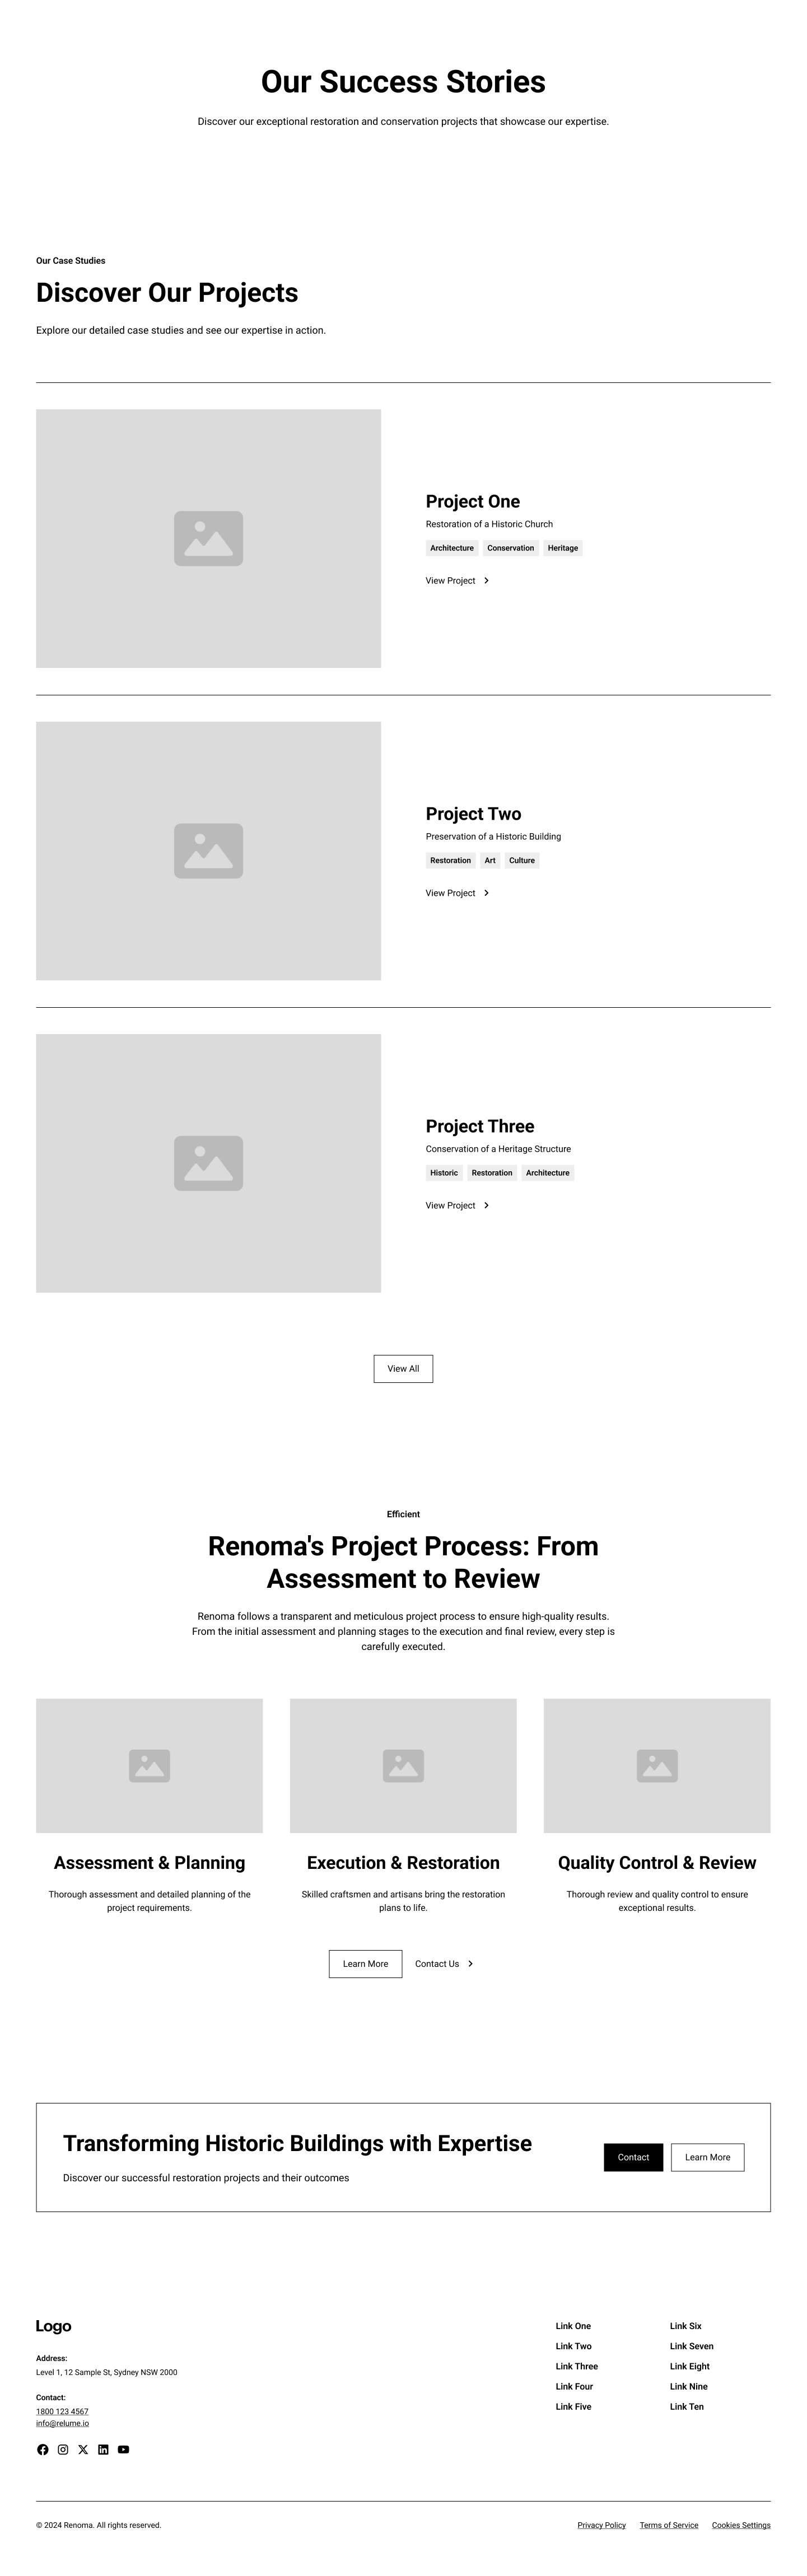 Our Success Stories
Discover our exceptional restoration and conservation projects that showcase our expertise.
Our Case Studies
Discover Our Projects
Explore our detailed case studies and see our expertise in action.
Project One
Restoration of a Historic Church
Architecture Conservation Heritage
View Project
Project Two
Preservation of a Historic Building
Restoration Art Culture
View Project
Project Three
Conservation of a Heritage Structure
Historic Restoration Architecture
View Project
View All
Efficient
Renoma's Project Process: From
Assessment to Review
Renoma follows a transparent and meticulous project process to ensure high-quality results.
From the initial assessment and planning stages to the execution and final review, every step is
carefully executed.
Assessment & Planning
Thorough assessment and detailed planning of the
project requirements.
Execution & Restoration
Skilled craftsmen and artisans bring the restoration
plans to life.
Quality Control & Review
Thorough review and quality control to ensure
exceptional results.
Learn More Contact Us
Transforming Historic Buildings with Expertise
Discover our successful restoration projects and their outcomes
Contact Learn More
Logo
Address:
Level 1, 12 Sample St, Sydney NSW 2000
Contact:
1800 123 4567
info@relume.io
Link One
Link Two
Link Three
Link Four
Link Five
Link Six
Link Seven
Link Eight
Link Nine
Link Ten
© 2024 Renoma. All rights reserved.
Privacy Policy Terms of Service Cookies Settings